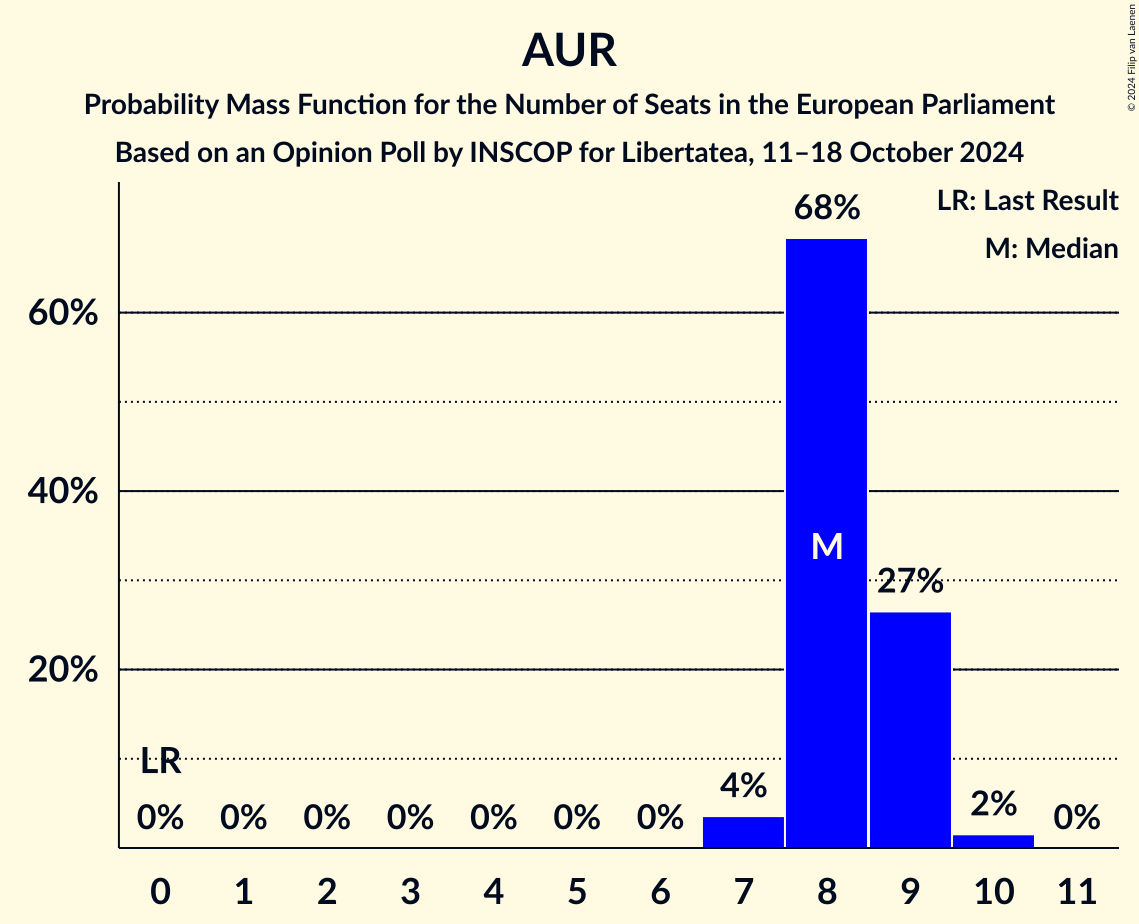 AUR
Probability Mass Function for the Number of Seats in the European Parliament
Based on an Opinion Poll by INSCOP for Libertatea, 11–18 October 2024
© 2024 Filip van Laenen
LR: Last Result
M: Median
68%
60%
40%
M
27%
20%
LR
4%
2%
0% 0% 0% 0% 0% 0% 0% 0%
0 1 2 3 4 5 6 7 8 9 10 11